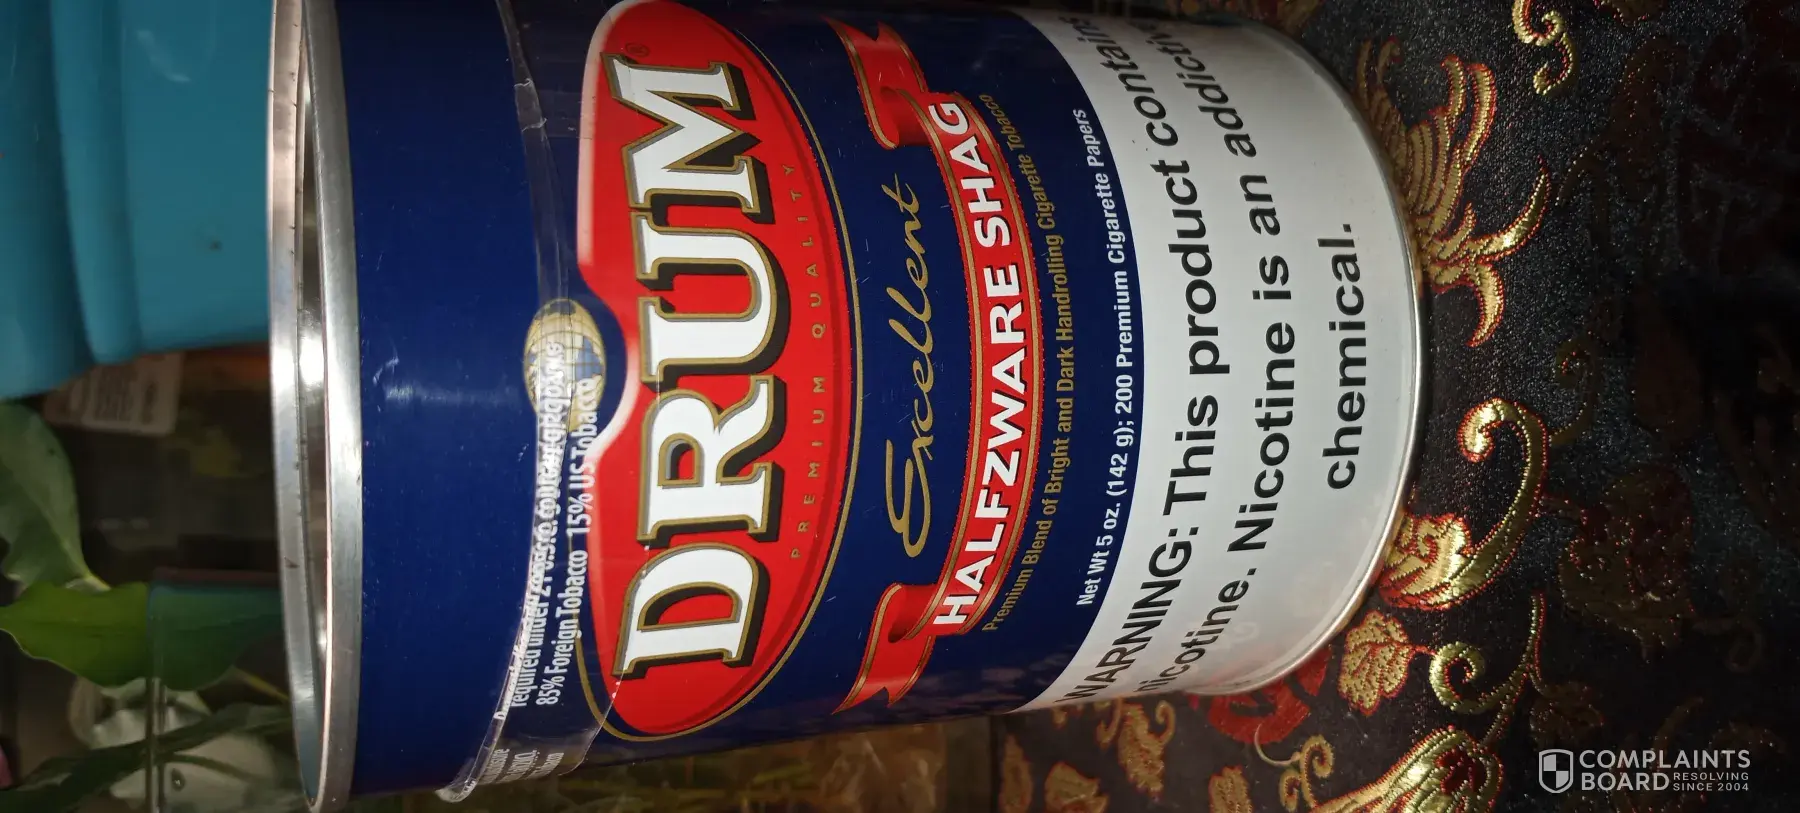 required under
85% Foreign Tobacco 15% US Tobacco
DRUM®
PREMIUM QUALITY
Excellent
HALFZWARE SHAG
Premium Blend of Bright and Dark Handrolling Cigarette Tobacco
Net Wt 5 oz. (142 g); 200 Premium Cigarette Papers
WARNING: This product contains
nicotine. Nicotine is an addictive
chemical.
COMPLAINTS
BOARD RESOLVING
SINCE 2004